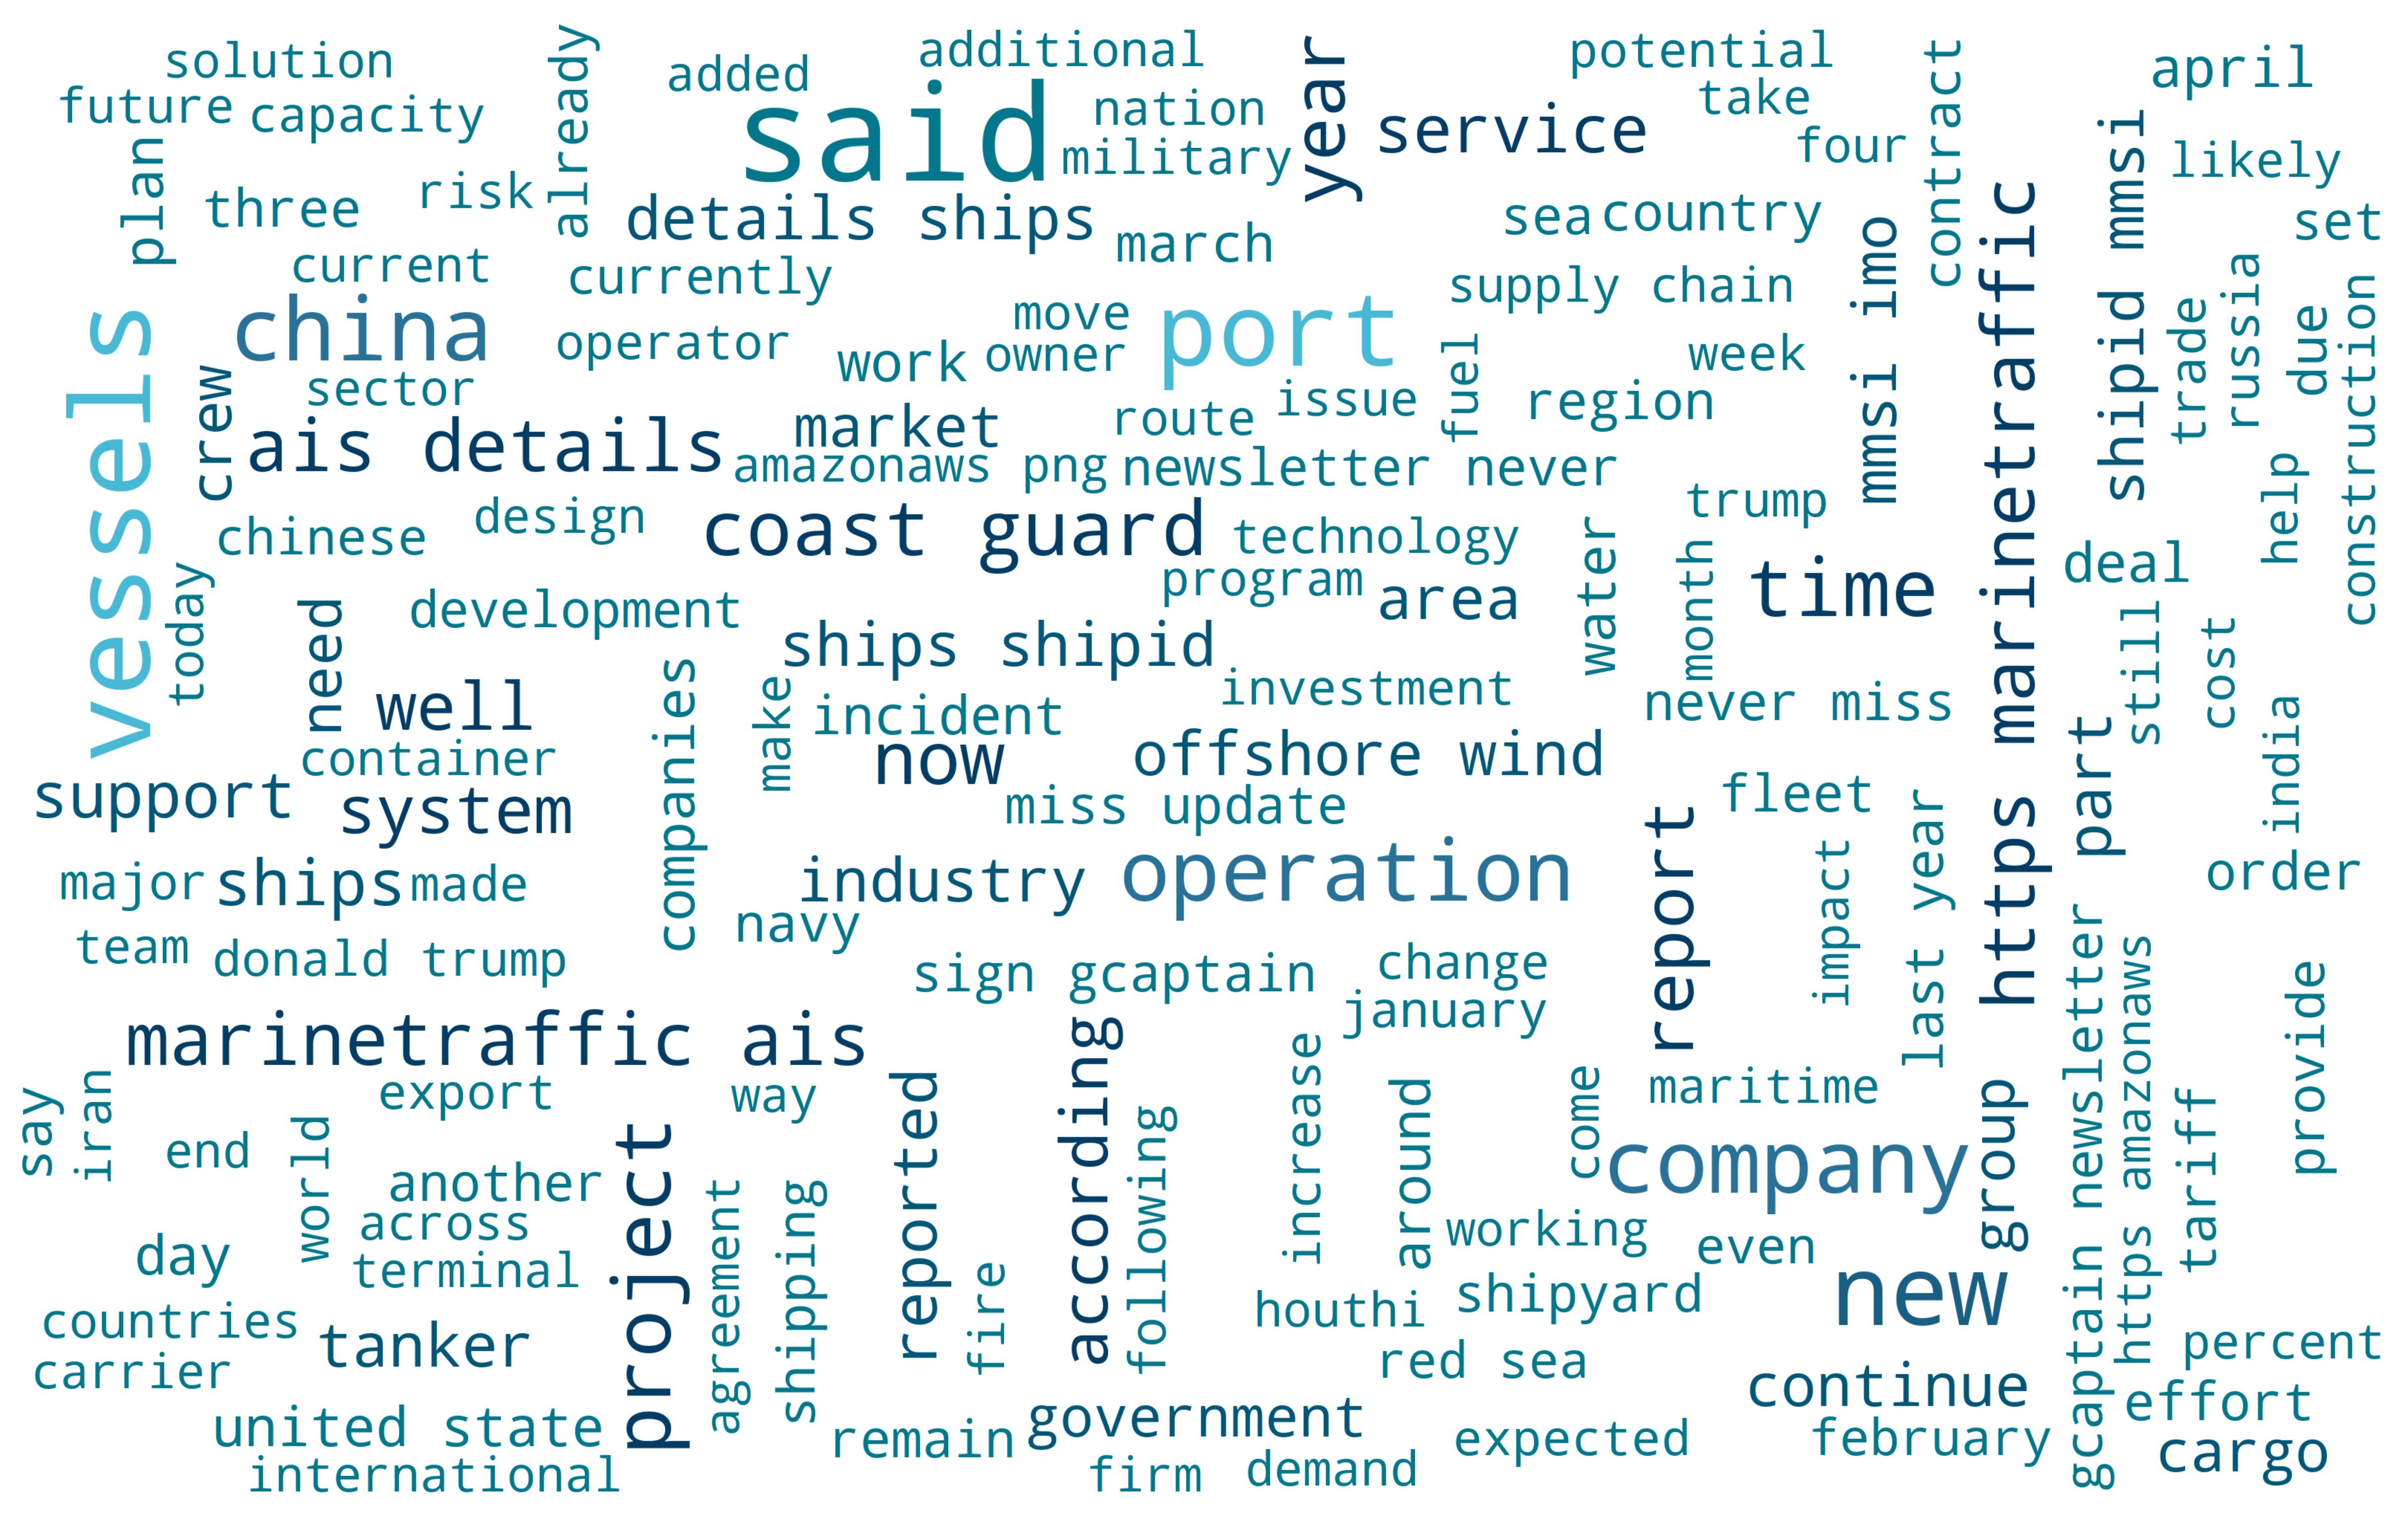 solution
future
capacity
plan
already
added
additional
said
nation
military
year
service
potential
take
four
contract
april
likely
three
risk
details ships
march
sea
country
mmsi imo
https marinetraffic
shipid mmsi
set
current
currently
supply chain
russia
trade
due
construction
vessels
china
operator
move
owner
work
port
fuel
week
crew
sector
market
route
issue
region
ais details
amazonaws png
newsletter never
help
chinese
design
coast guard
technology
water
trump
month
time
deal
today
need
development
program
area
ships shipid
still
cost
well
companies
make
incident
investment
never miss
india
container
now
offshore wind
part
support
system
miss update
report
fleet
last year
impact
major
ships
made
industry
operation
order
navy
team
donald trump
sign gcaptain
change
january
gcaptain newsletter
https amazonaws
provide
marinetraffic ais
according
increase
around
say
iran
export
way
reported
come
maritime
group
tariff
end
world
another
project
agreement
shipping
following
company
across
working
even
day
terminal
fire
houthi
shipyard
new
countries
tanker
percent
carrier
red sea
continue
effort
united state
remain
government
expected
february
cargo
international
firm
demand